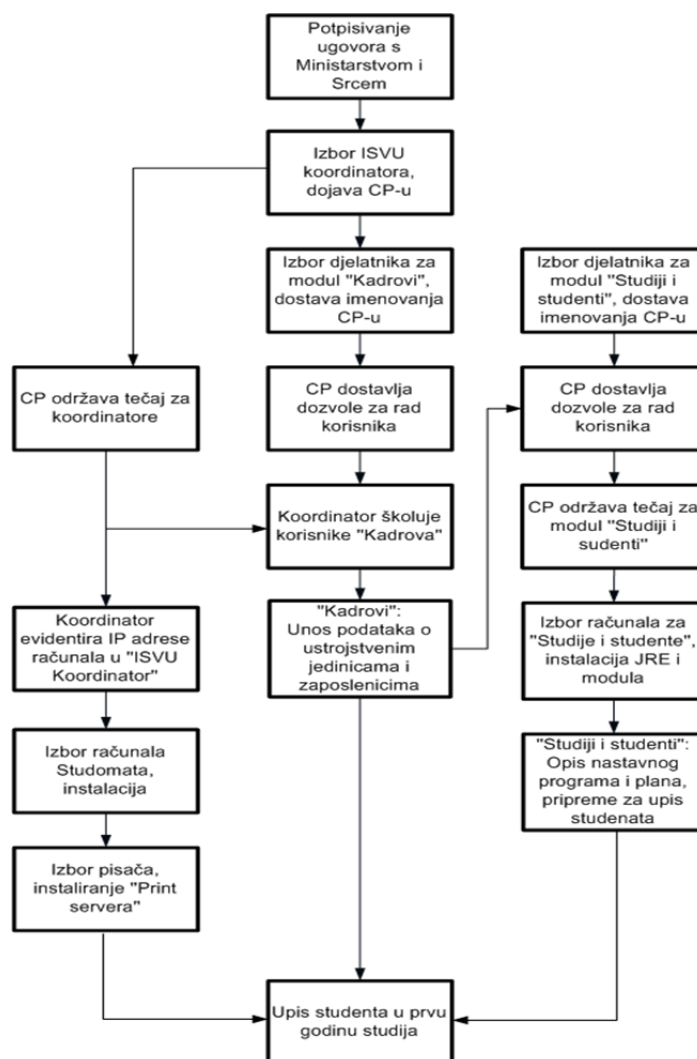 Potpisivanje
ugovora s
Ministarstvom i
Srcem
Izbor ISVU
koordinatora,
dojava CP-u
Izbor djelatnika za
modul "Kadrovi",
dostava imenovanja
CP-u
Izbor djelatnika za
modul "Studiji i
studenti", dostava
imenovanja CP-u
CP održava tečaj za
koordinatore
CP dostavlja
dozvole za rad
korisnika
CP dostavlja
dozvole za rad
korisnika
Koordinator školuje
korisnike "Kadrova"
CP održava tečaj za
modul "Studiji i
sudenti"
Koordinator
evidentira IP adrese
računala u "ISVU
Koordinator"
"Kadrovi":
Unos podataka o
ustrojstvenim
jedinicama i
zaposlenicima
Izbor računala za
"Studije i studente",
instalacija JRE i
modula
Izbor računala
Studomata,
instalacija
"Studiji i studenti":
Opis nastavnog
programa i plana,
pripreme za upis
studenata
Izbor pisača,
instaliranje "Print
servera"
Upis studenta u prvu
godinu studija